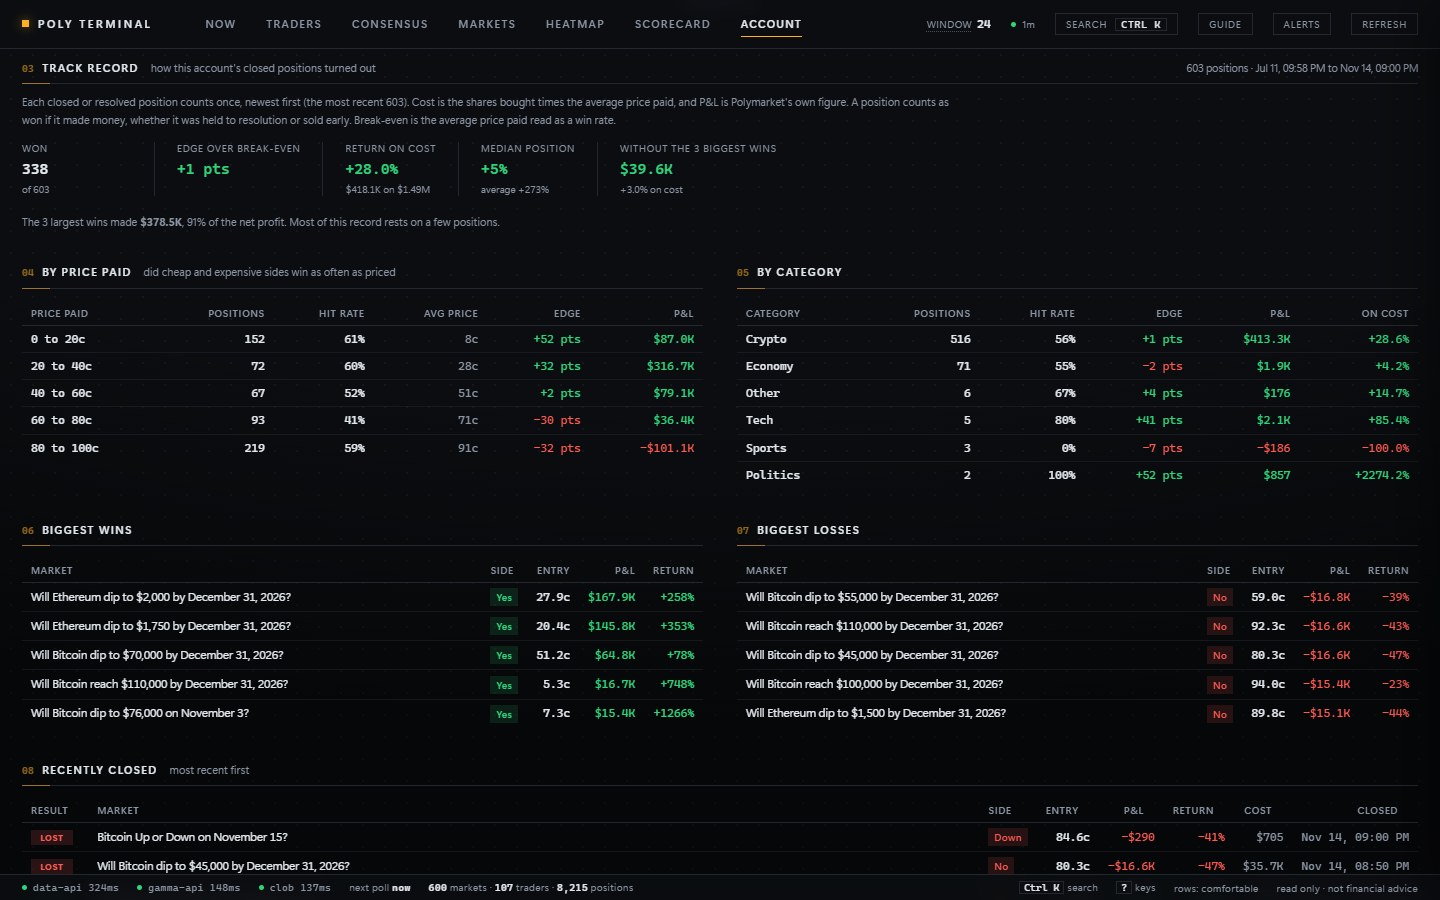 POLY TERMINAL NOW TRADERS CONSENSUS MARKETS HEATMAP SCORECARD ACCOUNT WINDOW 24 1m SEARCH CTRL K GUIDE ALERTS REFRESH
03 TRACK RECORD how this account's closed positions turned out 603 positions · Jul 11, 09:58 PM to Nov 14, 09:00 PM
Each closed or resolved position counts once, newest first (the most recent 603). Cost is the shares bought times the average price paid, and P&L is Polymarket's own figure. A position counts as
won if it made money, whether it was held to resolution or sold early. Break-even is the average price paid read as a win rate.
WON EDGE OVER BREAK-EVEN RETURN ON COST MEDIAN POSITION WITHOUT THE 3 BIGGEST WINS
338 +1 pts +28.0% +5% $39.6K
of 603 $418.1K on $1.49M average +273% +3.0% on cost
The 3 largest wins made $378.5K, 91% of the net profit. Most of this record rests on a few positions.
04 BY PRICE PAID did cheap and expensive sides win as often as priced
PRICE PAID POSITIONS HIT RATE AVG PRICE EDGE P&L
0 to 20c 152 61% 8c +52 pts $87.0K
20 to 40c 72 60% 28c +32 pts $316.7K
40 to 60c 67 52% 51c +2 pts $79.1K
60 to 80c 93 41% 71c −30 pts $36.4K
80 to 100c 219 59% 91c −32 pts −$101.1K
05 BY CATEGORY
CATEGORY POSITIONS HIT RATE EDGE P&L ON COST
Crypto 516 56% +1 pts $413.3K +28.6%
Economy 71 55% −2 pts $1.9K +4.2%
Other 6 67% +4 pts $176 +14.7%
Tech 5 80% +41 pts $2.1K +85.4%
Sports 3 0% −7 pts −$186 −100.0%
Politics 2 100% +52 pts $857 +2274.2%
06 BIGGEST WINS
MARKET SIDE ENTRY P&L RETURN
Will Ethereum dip to $2,000 by December 31, 2026? Yes 27.9c $167.9K +258%
Will Ethereum dip to $1,750 by December 31, 2026? Yes 20.4c $145.8K +353%
Will Bitcoin dip to $70,000 by December 31, 2026? Yes 51.2c $64.8K +78%
Will Bitcoin reach $110,000 by December 31, 2026? Yes 5.3c $16.7K +748%
Will Bitcoin dip to $76,000 on November 3? Yes 7.3c $15.4K +1266%
07 BIGGEST LOSSES
MARKET SIDE ENTRY P&L RETURN
Will Bitcoin dip to $55,000 by December 31, 2026? No 59.0c −$16.8K −39%
Will Bitcoin reach $110,000 by December 31, 2026? No 92.3c −$16.6K −43%
Will Bitcoin dip to $45,000 by December 31, 2026? No 80.3c −$16.6K −47%
Will Bitcoin reach $100,000 by December 31, 2026? No 94.0c −$15.4K −23%
Will Ethereum dip to $1,500 by December 31, 2026? No 89.8c −$15.1K −44%
08 RECENTLY CLOSED most recent first
RESULT MARKET SIDE ENTRY P&L RETURN COST CLOSED
LOST Bitcoin Up or Down on November 15? Down 84.6c −$290 −41% $705 Nov 14, 09:00 PM
LOST Will Bitcoin dip to $45,000 by December 31, 2026? No 80.3c −$16.6K −47% $35.7K Nov 14, 08:50 PM
data-api 324ms gamma-api 148ms clob 137ms next poll now 600 markets · 107 traders · 8,215 positions Ctrl K search ? keys rows: comfortable read only · not financial advice